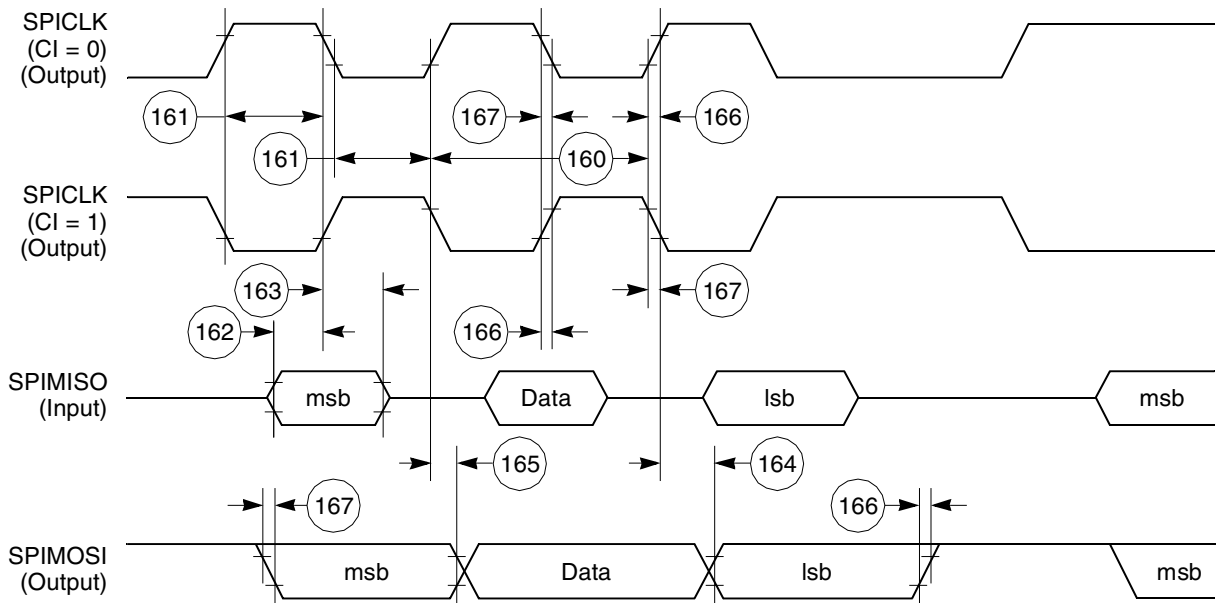 SPICLK
(CI = 0)
(Output)
161
167
166
161
160
SPICLK
(CI = 1)
(Output)
163
167
162
166
SPIMISO
(Input)
msb
Data
lsb
msb
165
164
167
166
SPIMOSI
(Output)
msb
Data
lsb
msb